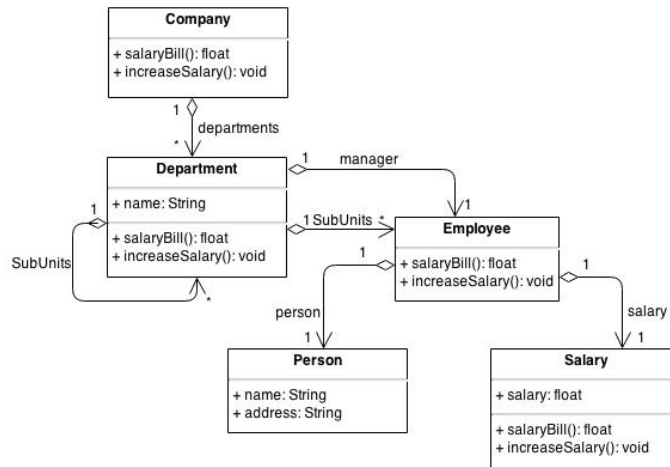 Company
+ salaryBill(): float
+ increaseSalary(): void
1
departments
*
Department
1
manager
+ name: String
1
1
1 SubUnits *
Employee
+ salaryBill(): float
+ increaseSalary(): void
SubUnits
*
1
+ salaryBill(): float
+ increaseSalary(): void
1
person
salary
1
1
Person
Salary
+ name: String
+ address: String
+ salary: float
+ salaryBill(): float
+ increaseSalary(): void